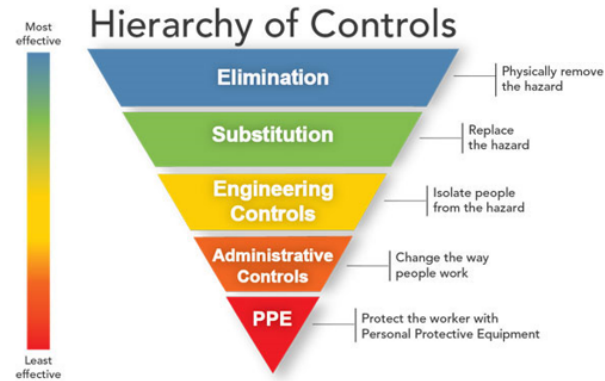 Hierarchy of Controls
Most
effective
Elimination
Physically remove
the hazard
Substitution
Replace
the hazard
Engineering
Controls
Isolate people
from the hazard
Administrative
Controls
Change the way
people work
PPE
Protect the worker with
Personal Protective Equipment
Least
effective